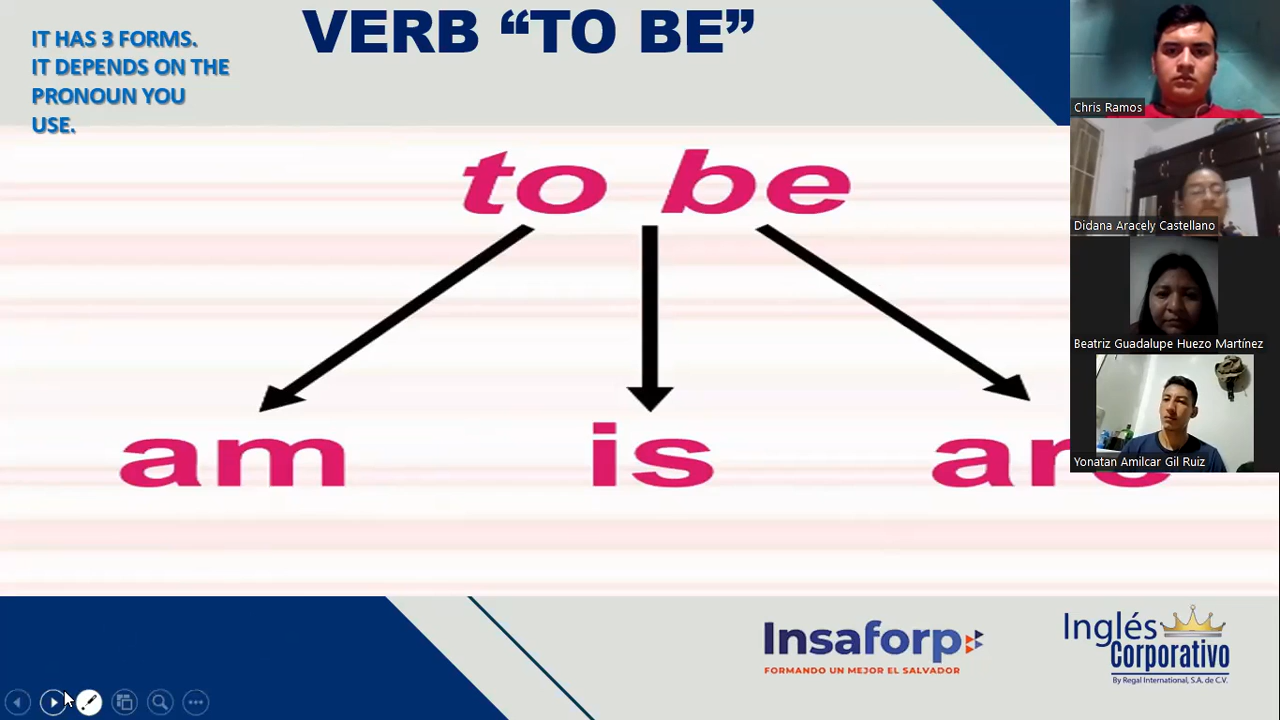 VERB “TO BE”
IT HAS 3 FORMS.
IT DEPENDS ON THE
PRONOUN YOU
USE.
to be
am
is
Chris Ramos
Didana Aracely Castellano
Beatriz Guadalupe Huezo Martínez
Yonatan Amilcar Gil Ruiz
Insaforp
FORMANDO UN MEJOR EL SALVADOR
Inglés
Corporativo
By Regal International, S.A. de C.V.